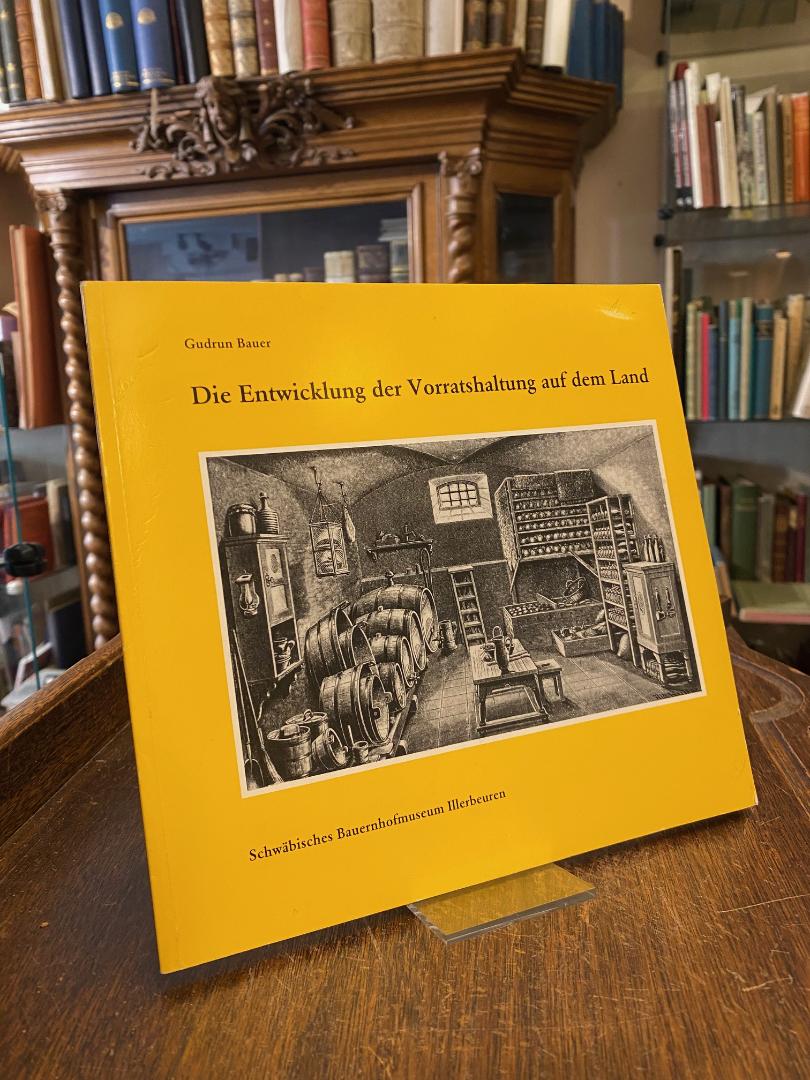 Gudrun Bauer
Die Entwicklung der Vorratshaltung auf dem Land
Schwäbisches Bauernhofmuseum Illerbeuren